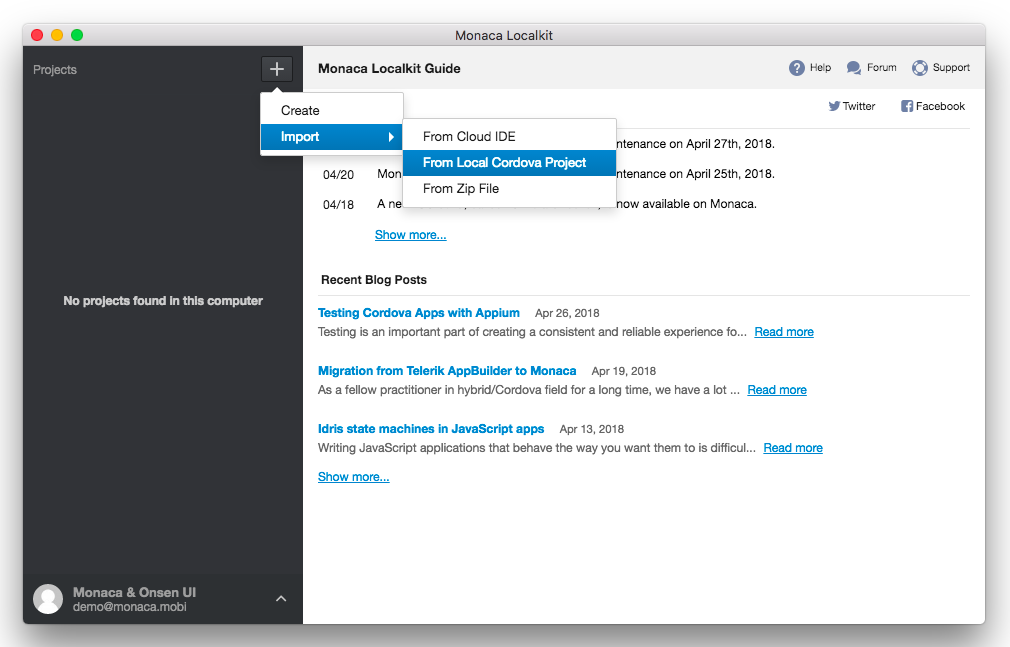 Monaca Localkit
Projects
+
Create
Import
From Cloud IDE
From Local Cordova Project
From Zip File
Monaca Localkit Guide
Help
Forum
Support
Twitter
Facebook
ntenance on April 27th, 2018.
04/20 Mon ntenance on April 25th, 2018.
04/18 A ne now available on Monaca.
Show more...
Recent Blog Posts
Testing Cordova Apps with Appium Apr 26, 2018
Testing is an important part of creating a consistent and reliable experience fo... Read more
Migration from Telerik AppBuilder to Monaca Apr 19, 2018
As a fellow practitioner in hybrid/Cordova field for a long time, we have a lot ... Read more
Idris state machines in JavaScript apps Apr 13, 2018
Writing JavaScript applications that behave the way you want them to is difficul... Read more
Show more...
No projects found in this computer
Monaca & Onsen UI
demo@monaca.mobi